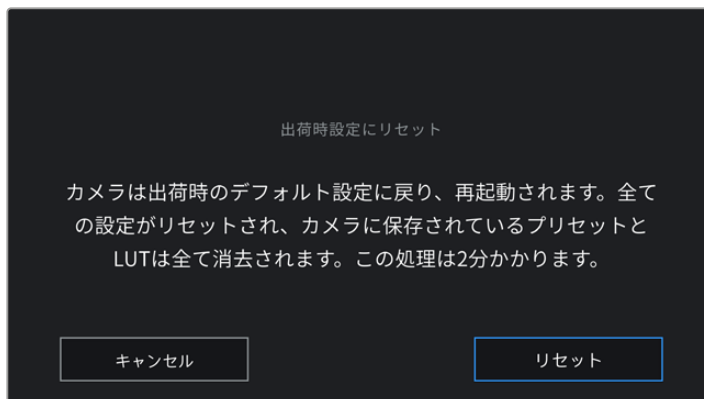 出荷時設定にリセット
カメラは出荷時のデフォルト設定に戻り、再起動されます。全て
の設定がリセットされ、カメラに保存されているプリセットと
LUTは全て消去されます。この処理は2分かかります。
キャンセル
リセット